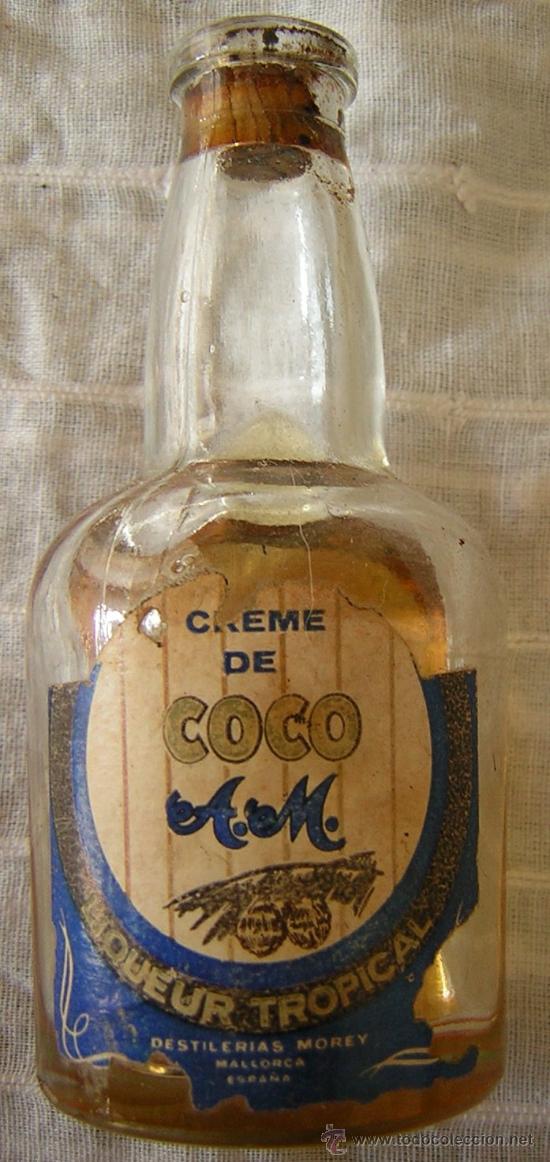 CREME
DE
COCO
A.M.
LIQUEUR TROPICAL
DESTILERIAS MOREY
MALLORCA
ESPAÑA
www.todocoleccion.net